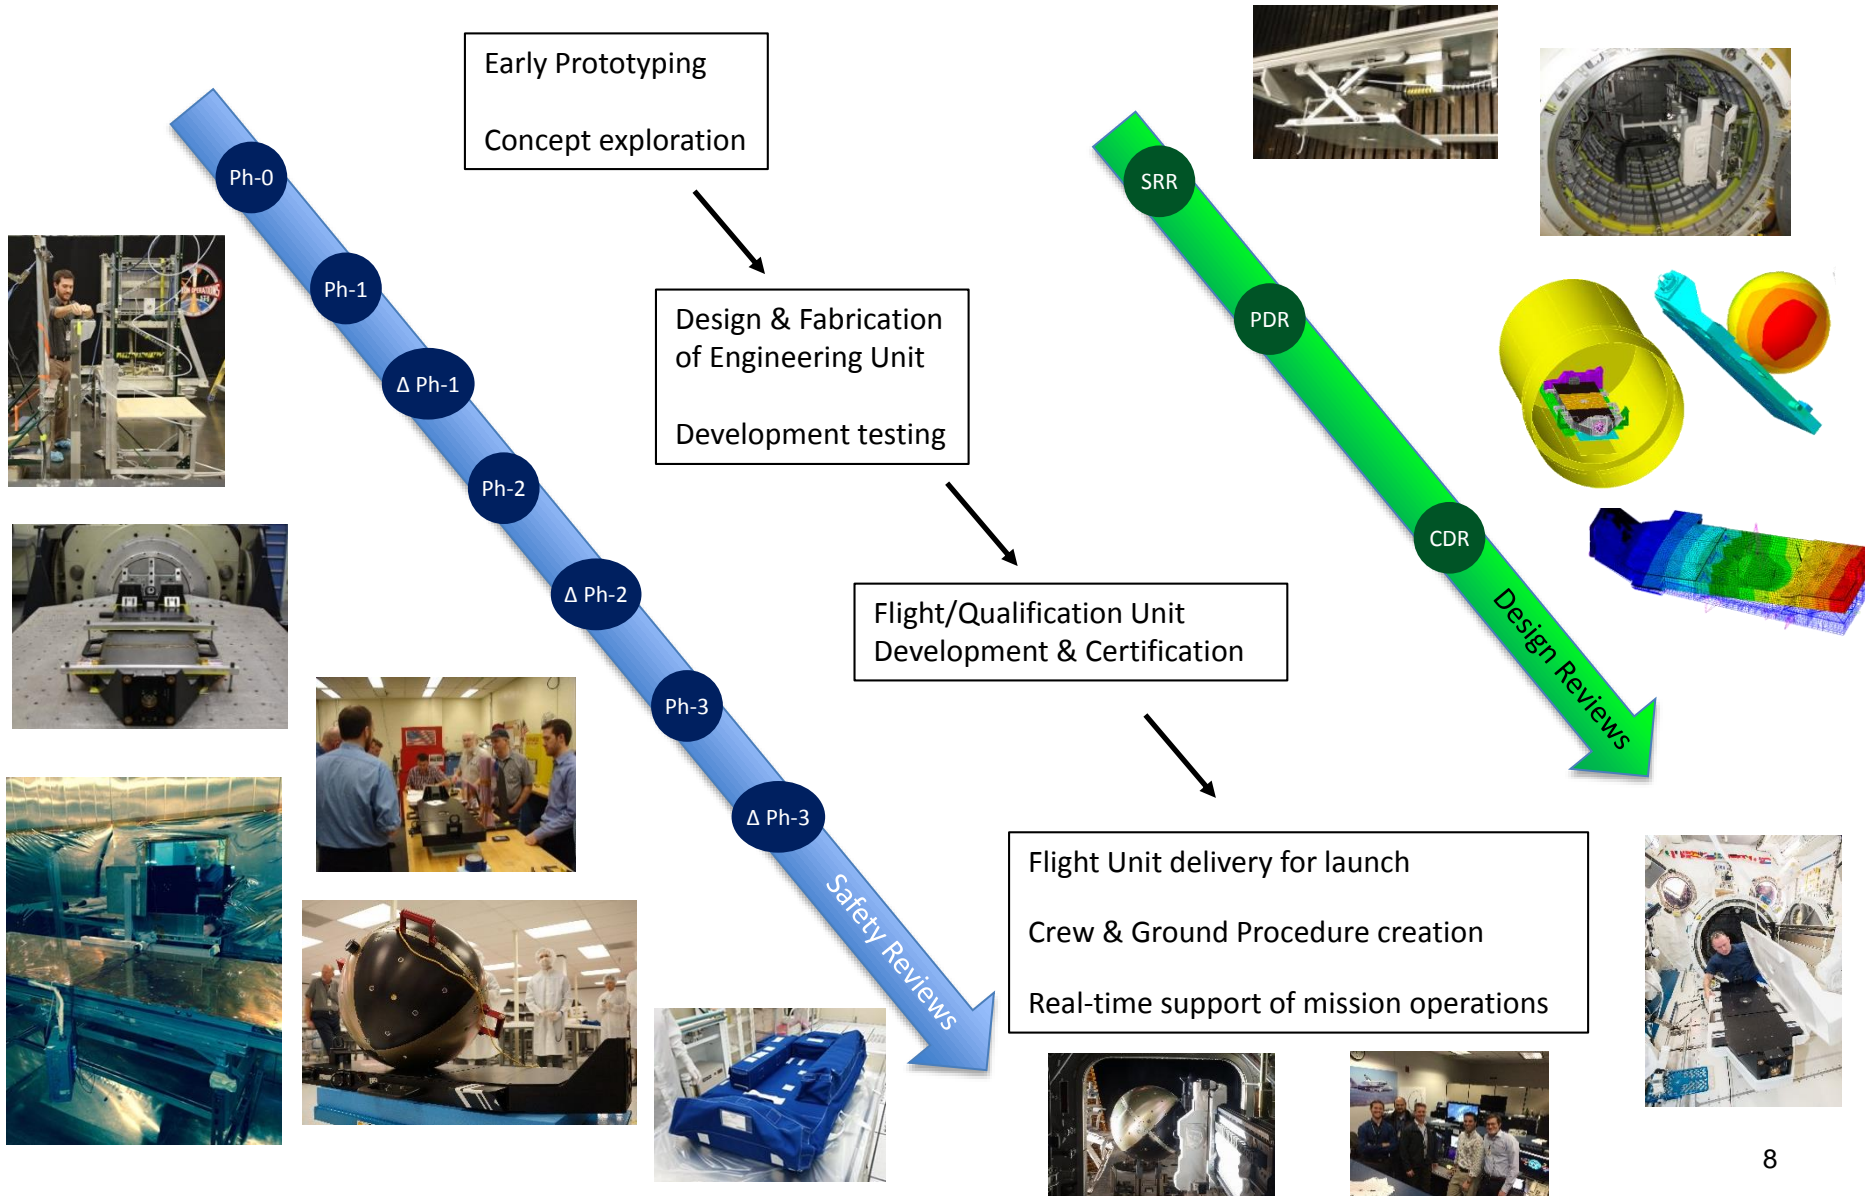 Early Prototyping
Concept exploration
Ph-0
Ph-1
Δ Ph-1
Ph-2
Δ Ph-2
Ph-3
Δ Ph-3
Safety Reviews
Design & Fabrication
of Engineering Unit
Development testing
Flight/Qualification Unit
Development & Certification
Flight Unit delivery for launch
Crew & Ground Procedure creation
Real-time support of mission operations
SRR
PDR
CDR
Design Reviews
8